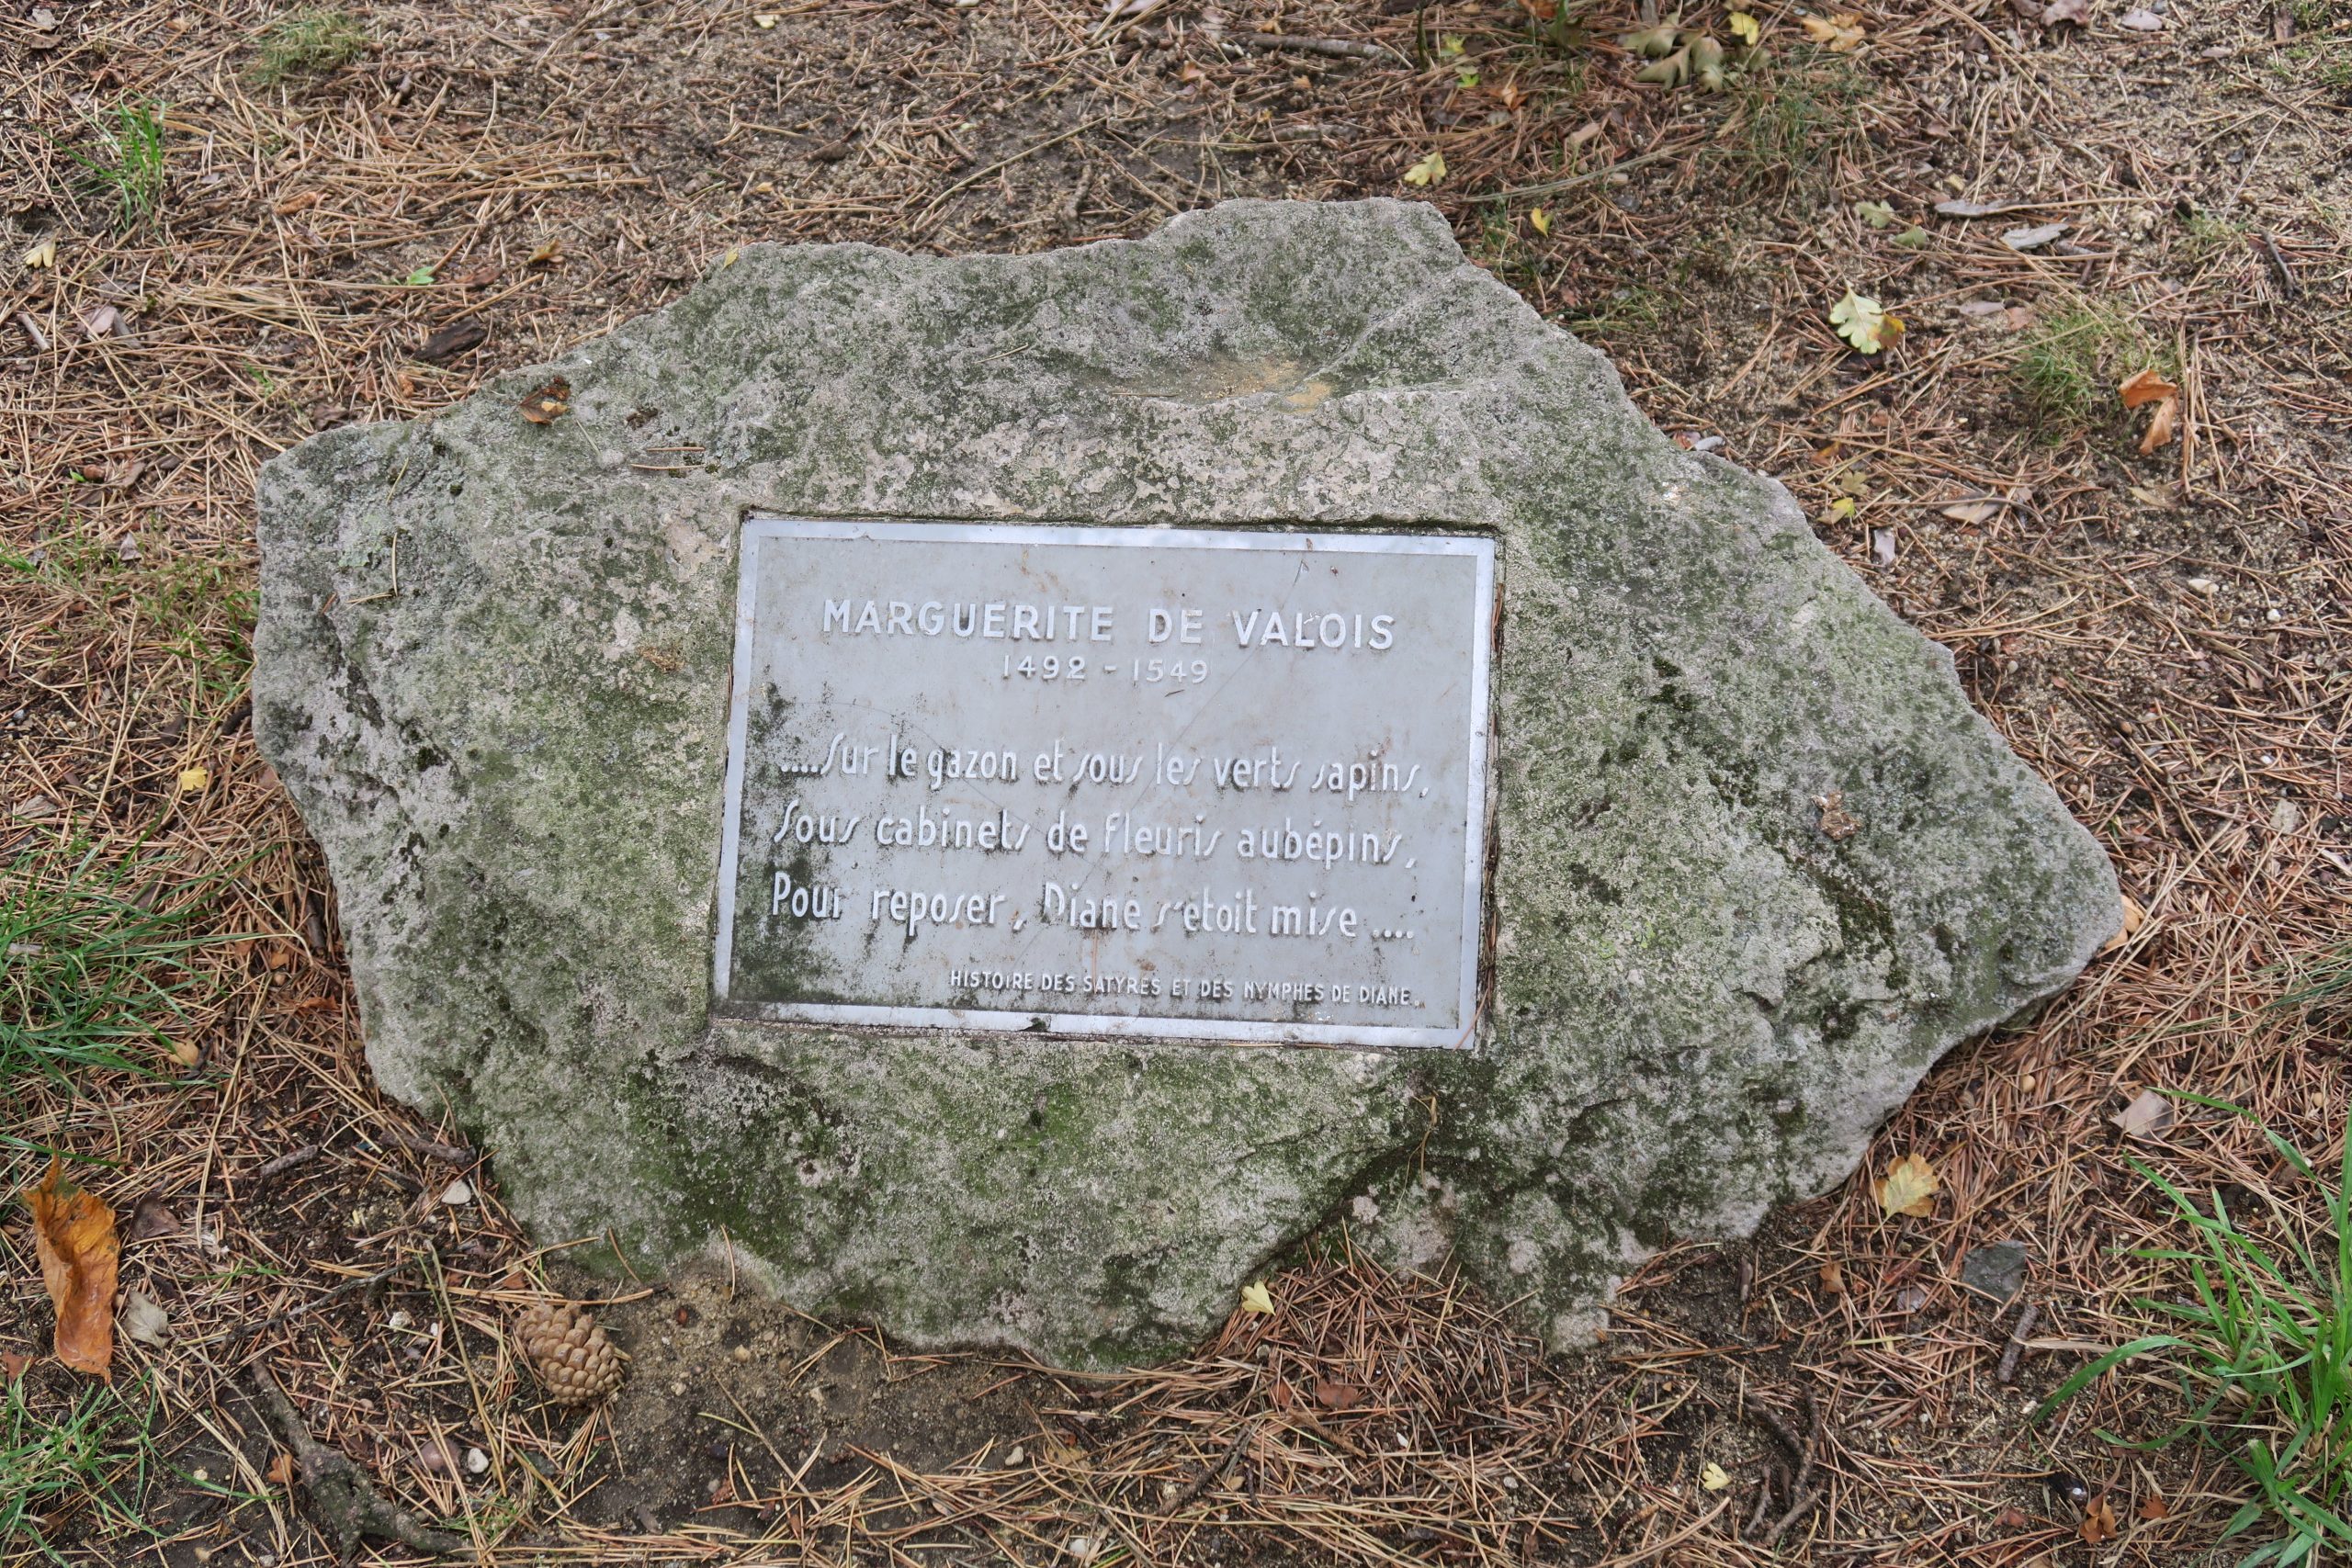 MARGUERITE DE VALOIS
1492 - 1549
.....Sur le gazon et sous les verts sapins,
Sous cabinets de fleuris aubépins,
Pour reposer, Diane s'etoit mise ....
HISTOIRE DES SATYRES ET DES NYMPHES DE DIANE.